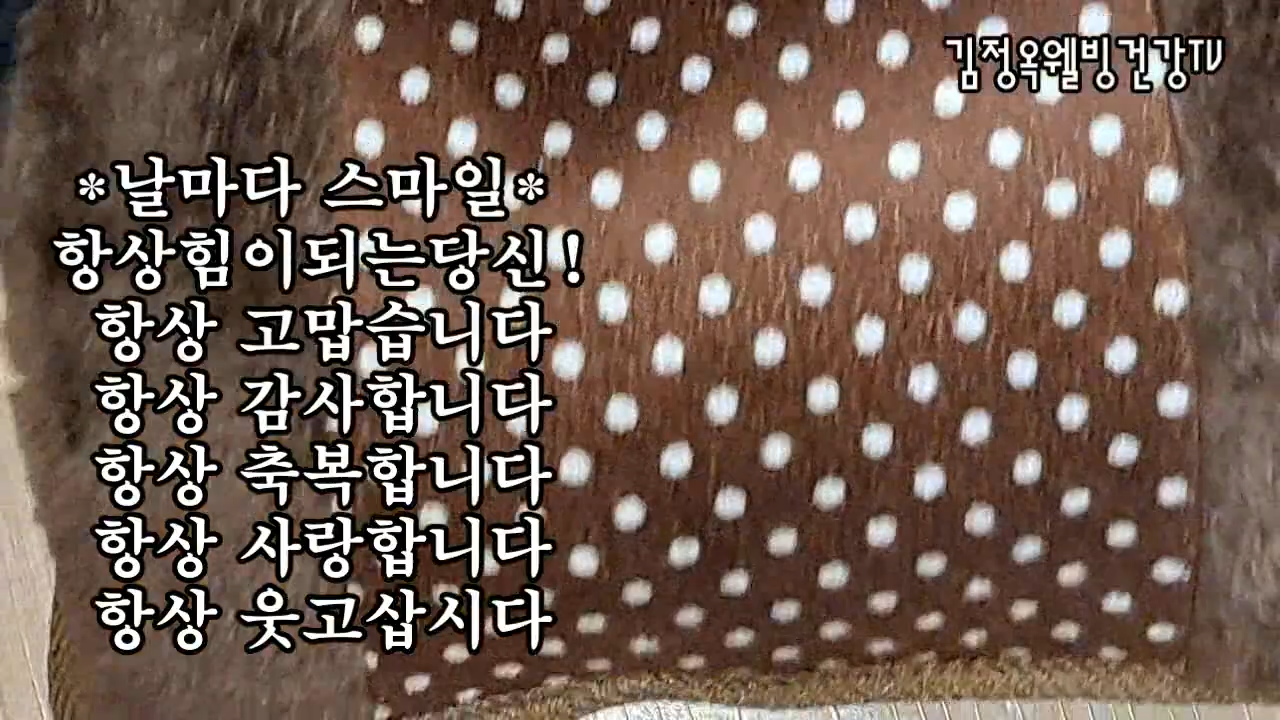 김정옥웰빙건강TV
*날마다 스마일*
항상힘이되는당신!
항상 고맙습니다
항상 감사합니다
항상 축복합니다
항상 사랑합니다
항상 웃고삽시다